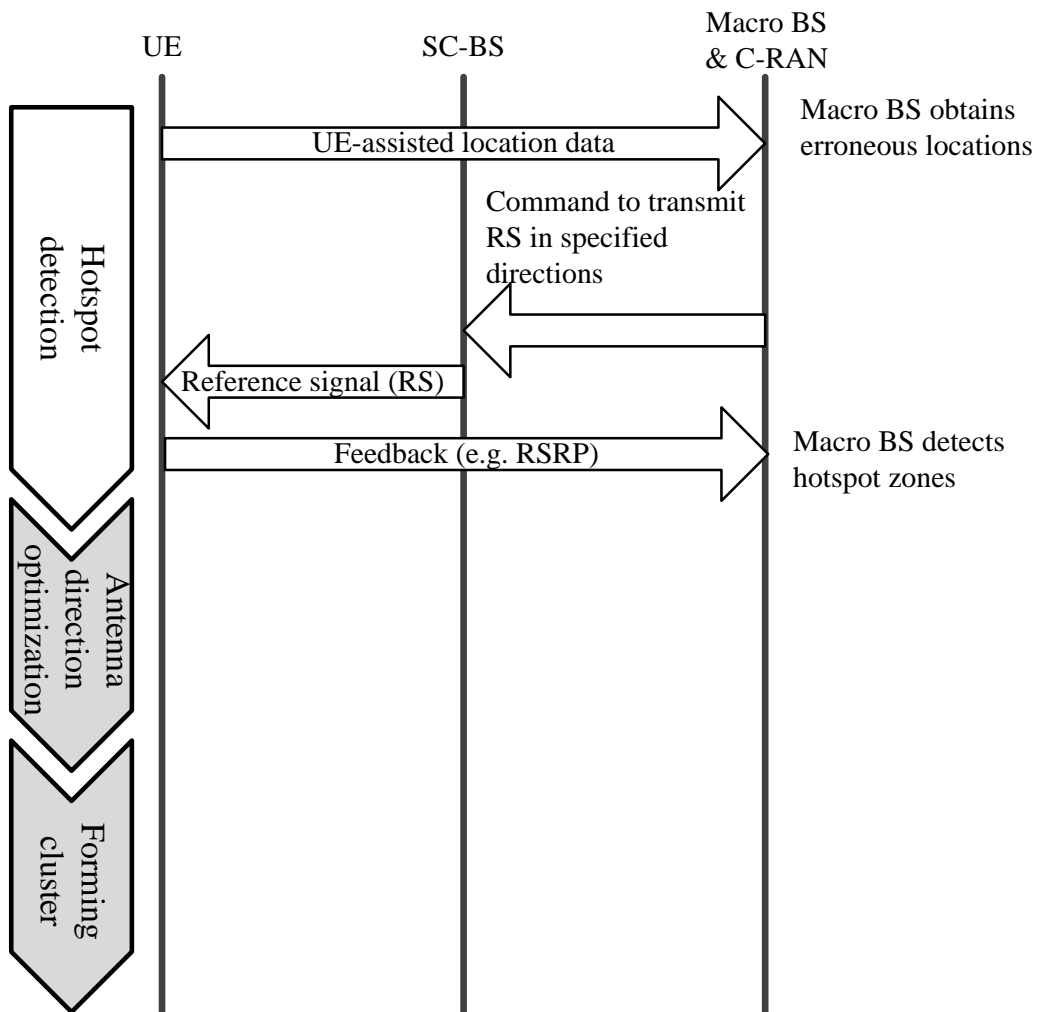 UE
SC-BS
Macro BS
& C-RAN
UE-assisted location data
Macro BS obtains
erroneous locations
Command to transmit
RS in specified
directions
Reference signal (RS)
Feedback (e.g. RSRP)
Macro BS detects
hotspot zones
Hotspot
detection
Antenna
direction
optimization
Forming
cluster